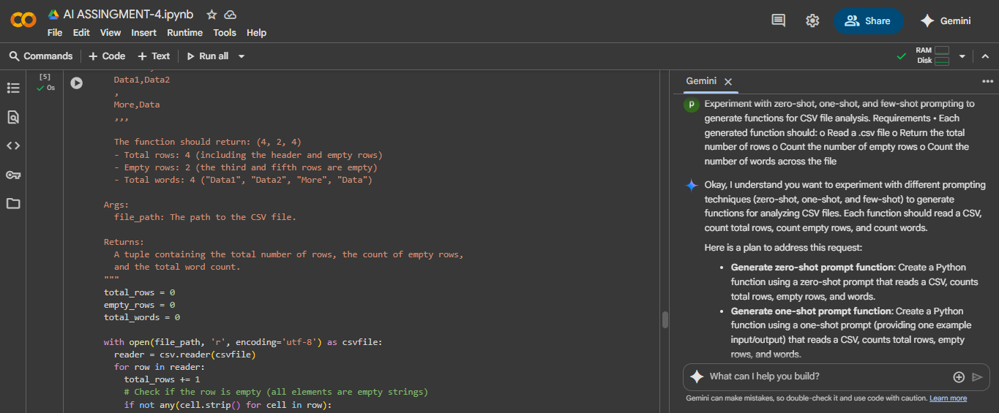 AI ASSINGMENT-4.ipynb
File Edit View Insert Runtime Tools Help
Share
Gemini
Commands + Code + Text Run all
RAM
Disk
[5]
0s
Data1,Data2
,
More,Data
,,,
The function should return: (4, 2, 4)
- Total rows: 4 (including the header and empty rows)
- Empty rows: 2 (the third and fifth rows are empty)
- Total words: 4 ("Data1", "Data2", "More", "Data")
Args:
file_path: The path to the CSV file.
Returns:
A tuple containing the total number of rows, the count of empty rows,
and the total word count.
"""
total_rows = 0
empty_rows = 0
total_words = 0
with open(file_path, 'r', encoding='utf-8') as csvfile:
reader = csv.reader(csvfile)
for row in reader:
total_rows += 1
# Check if the row is empty (all elements are empty strings)
if not any(cell.strip() for cell in row):
Gemini
P
Experiment with zero-shot, one-shot, and few-shot prompting to
generate functions for CSV file analysis. Requirements • Each
generated function should: o Read a .csv file o Return the total
number of rows o Count the number of empty rows o Count the
number of words across the file
Okay, I understand you want to experiment with different prompting
techniques (zero-shot, one-shot, and few-shot) to generate
functions for analyzing CSV files. Each function should read a CSV,
count total rows, count empty rows, and count words.
Here is a plan to address this request:
• Generate zero-shot prompt function: Create a Python
function using a zero-shot prompt that reads a CSV, counts
total rows, empty rows, and words.
• Generate one-shot prompt function: Create a Python
function using a one-shot prompt (providing one example
input/output) that reads a CSV, counts total rows, empty
rows, and words.
What can I help you build?
Gemini can make mistakes, so double-check it and use code with caution. Learn more